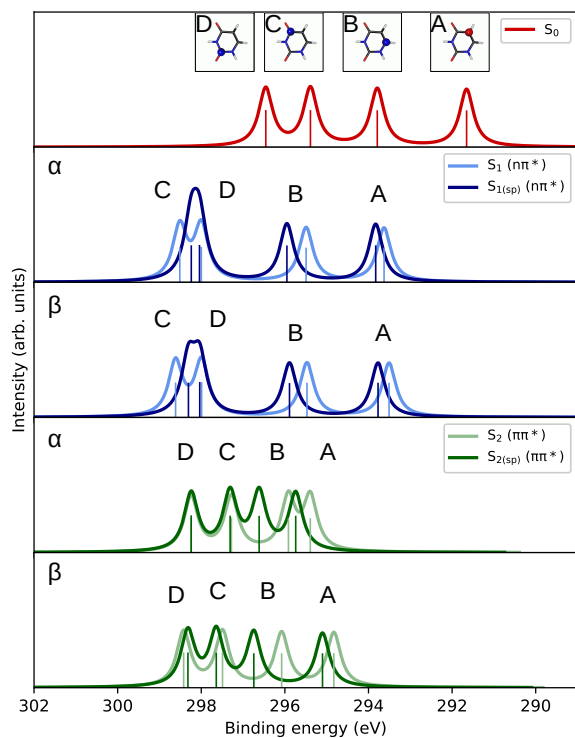 D C B A
S₀
α
S₁ (nπ*)
S₁₍sp₎ (nπ*)
C D B A
β
C D B A
α
S₂ (ππ*)
S₂₍sp₎ (ππ*)
D C B A
β
D C B A
Intensity (arb. units)
302 300 298 296 294 292 290
Binding energy (eV)